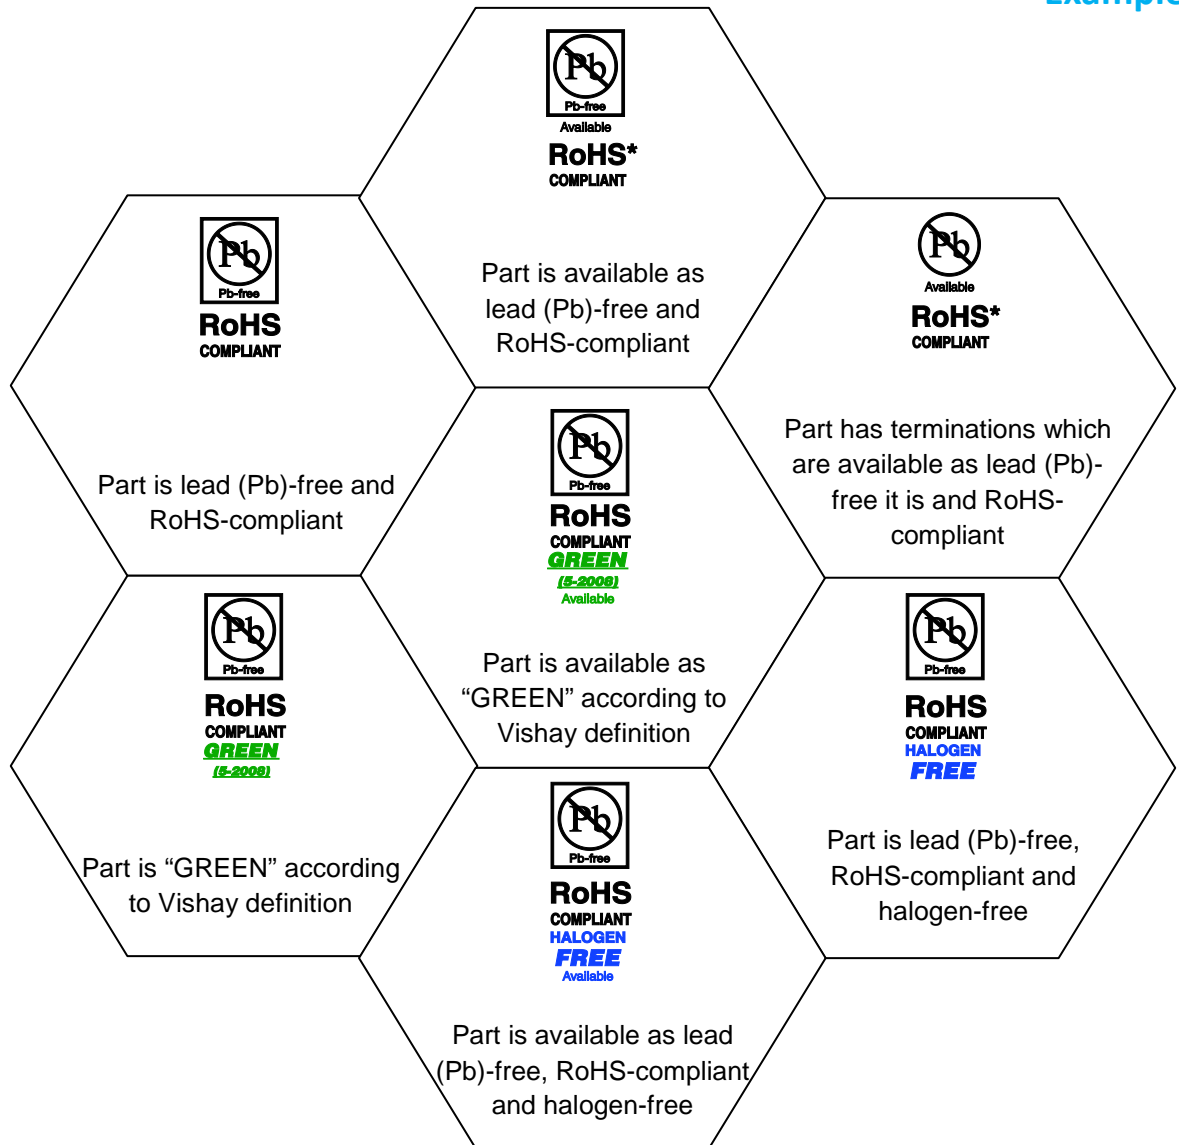 Example
Pb
Pb-free
Available
RoHS*
COMPLIANT
Part is available as
lead (Pb)-free and
RoHS-compliant
Pb
Pb-free
RoHS
COMPLIANT
Part is lead (Pb)-free and
RoHS-compliant
Pb
Available
RoHS*
COMPLIANT
Part has terminations which
are available as lead (Pb)-
free it is and RoHS-
compliant
Pb
Pb-free
RoHS
COMPLIANT
GREEN
(5-2008)
Available
Part is available as
“GREEN” according to
Vishay definition
Pb
Pb-free
RoHS
COMPLIANT
GREEN
(5-2008)
Part is “GREEN” according
to Vishay definition
Pb
Pb-free
RoHS
COMPLIANT
HALOGEN
FREE
Part is lead (Pb)-free,
RoHS-compliant and
halogen-free
Pb
Pb-free
RoHS
COMPLIANT
HALOGEN
FREE
Available
Part is available as lead
(Pb)-free, RoHS-compliant
and halogen-free